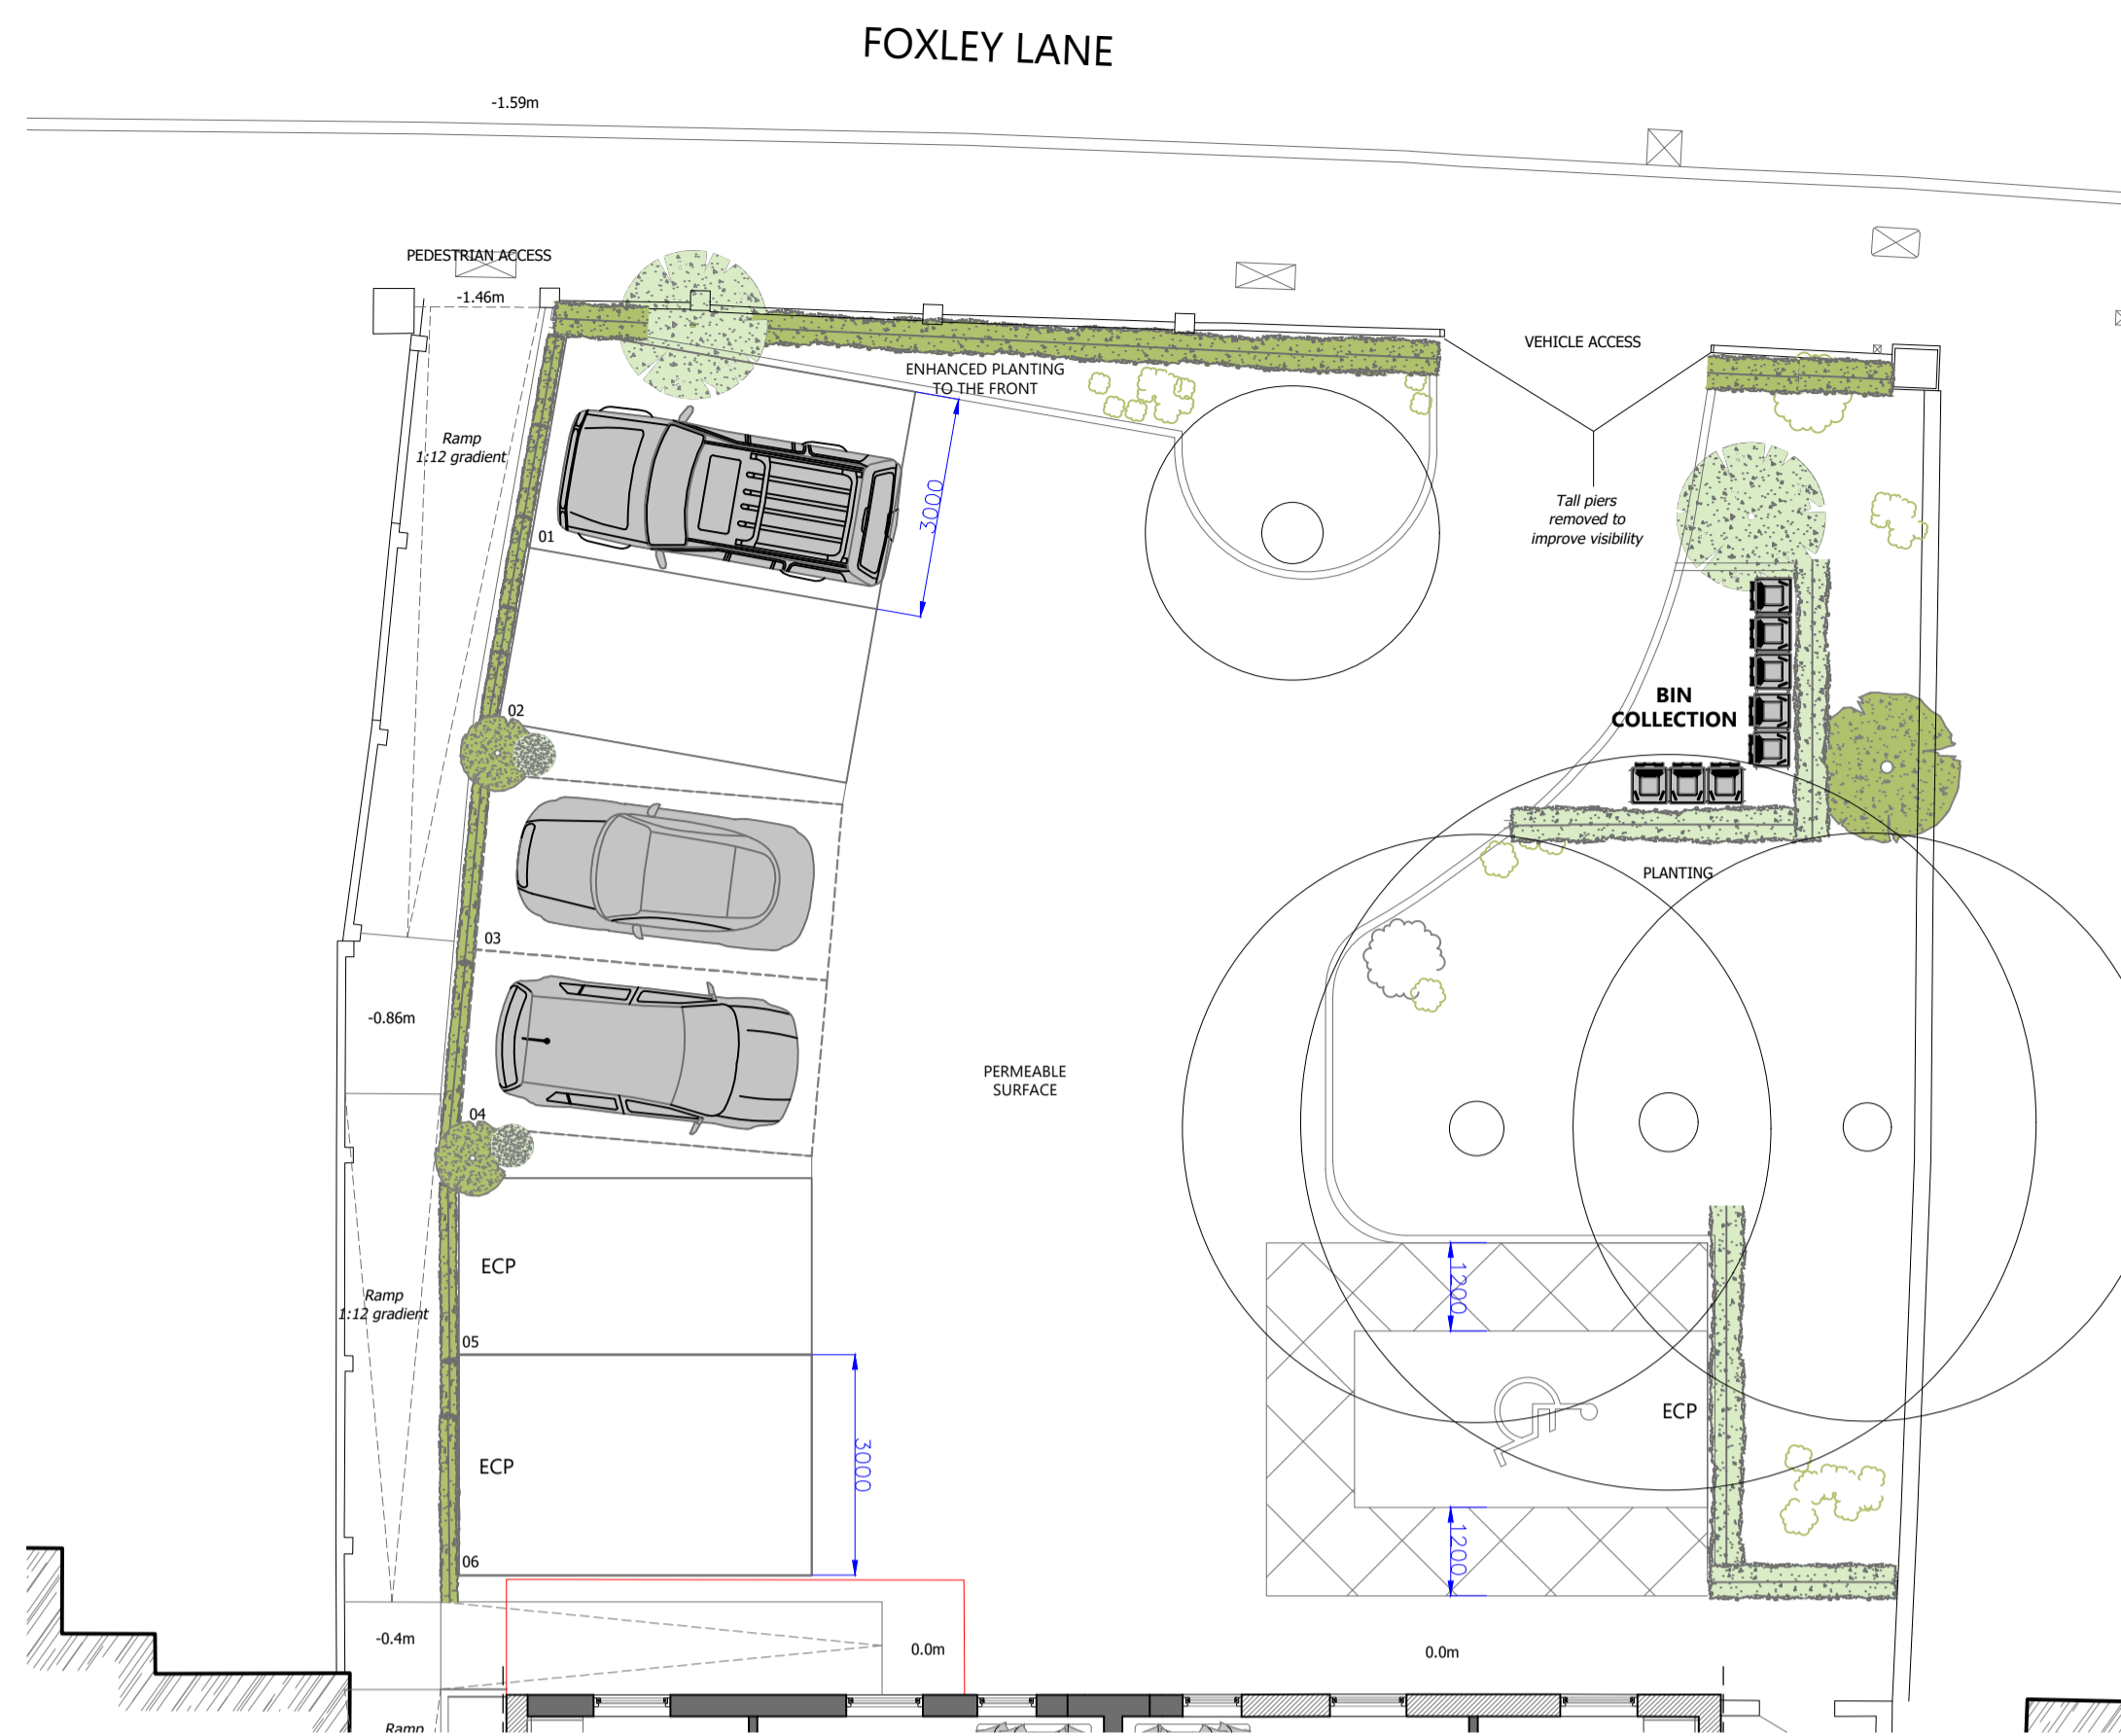 FOXLEY LANE
-1.59m
PEDESTRIAN ACCESS
-1.46m
VEHICLE ACCESS
ENHANCED PLANTING
TO THE FRONT
Ramp
1:12 gradient
3000
Tall piers
removed to
improve visibility
01
BIN
COLLECTION
02
PLANTING
03
-0.86m
PERMEABLE
SURFACE
04
ECP
1200
Ramp
1:12 gradient
05
ECP
ECP
3000
1200
06
-0.4m
0.0m
0.0m
Ramp